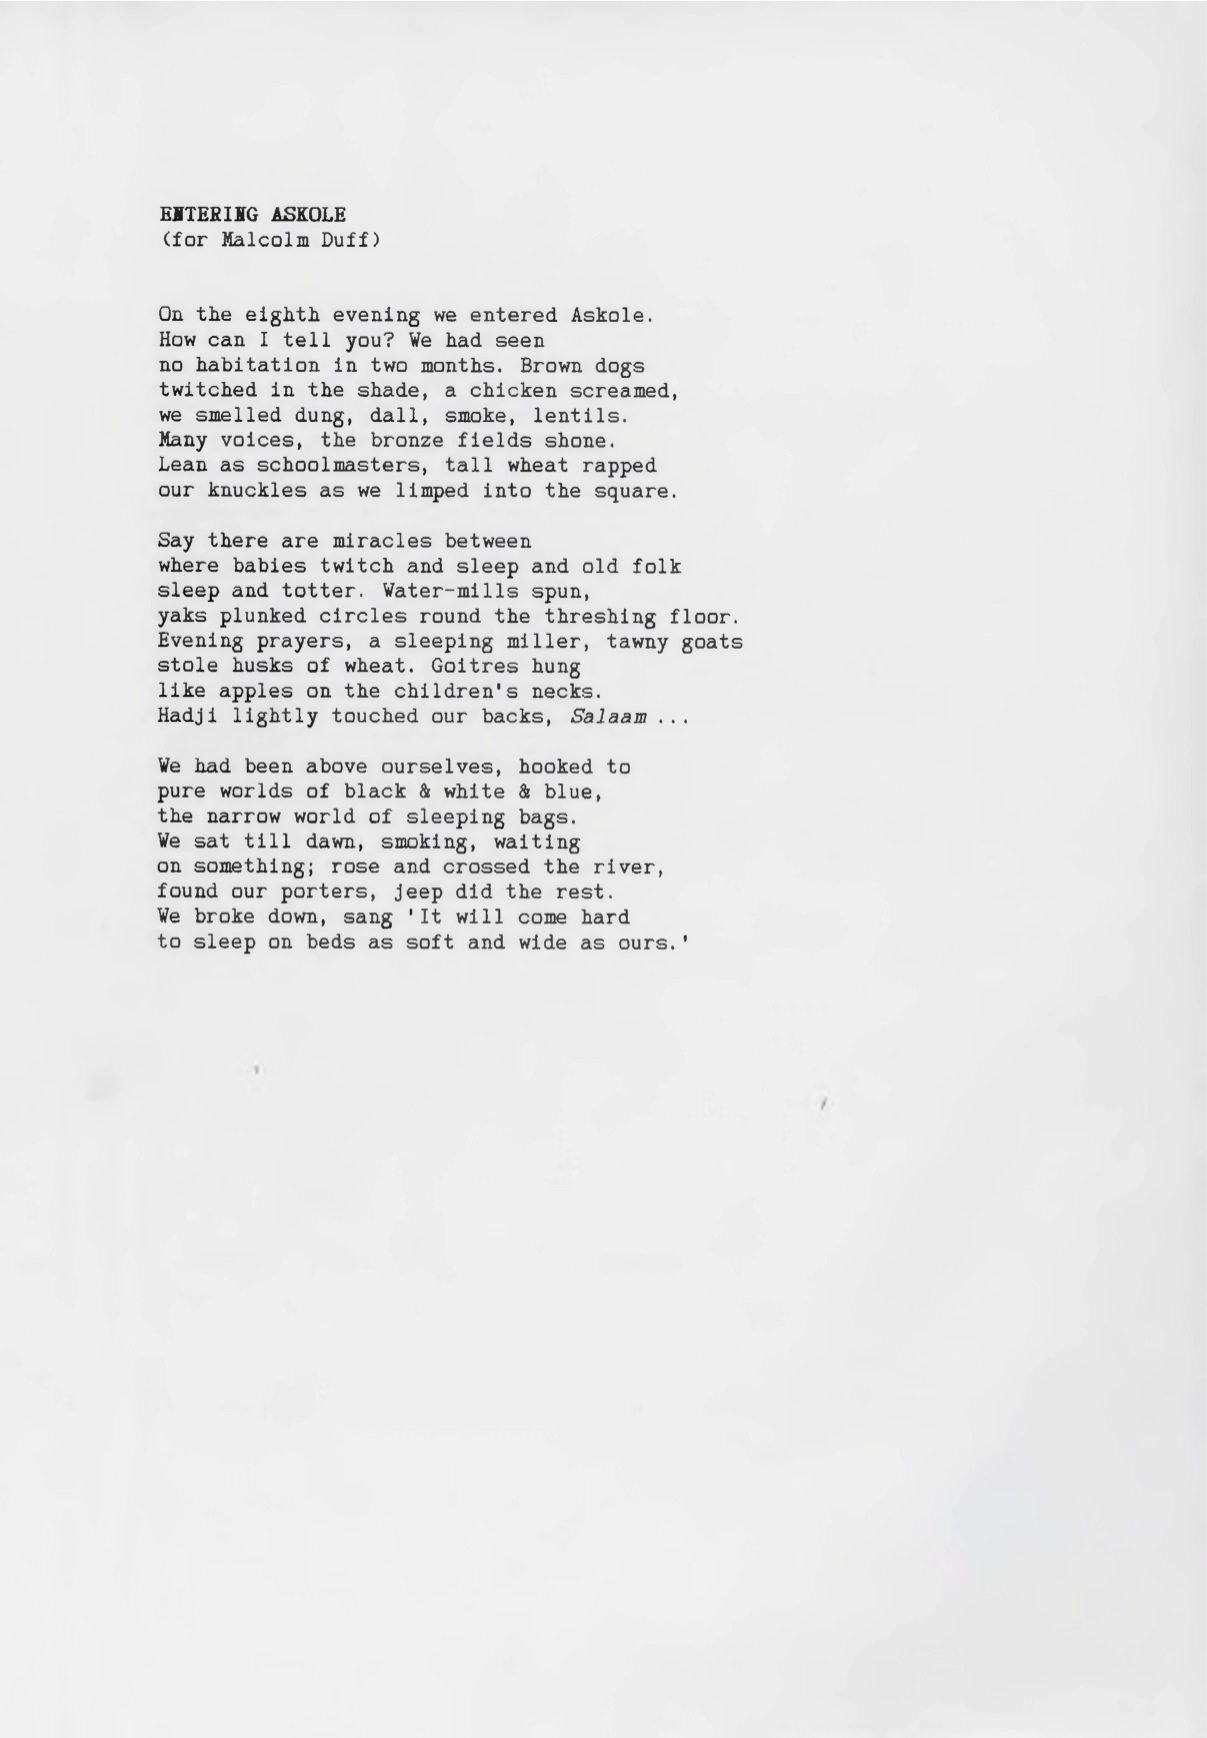 ENTERING ASKOLE
(for Malcolm Duff)
On the eighth evening we entered Askole.
How can I tell you? We had seen
no habitation in two months. Brown dogs
twitched in the shade, a chicken screamed,
we smelled dung, dall, smoke, lentils.
Many voices, the bronze fields shone.
Lean as schoolmasters, tall wheat rapped
our knuckles as we limped into the square.
Say there are miracles between
where babies twitch and sleep and old folk
sleep and totter. Water-mills spun,
yaks plunked circles round the threshing floor.
Evening prayers, a sleeping miller, tawny goats
stole husks of wheat. Goitres hung
like apples on the children's necks.
Hadji lightly touched our backs, Salaam ...
We had been above ourselves, hooked to
pure worlds of black & white & blue,
the narrow world of sleeping bags.
We sat till dawn, smoking, waiting
on something; rose and crossed the river,
found our porters, jeep did the rest.
We broke down, sang 'It will come hard
to sleep on beds as soft and wide as ours.'